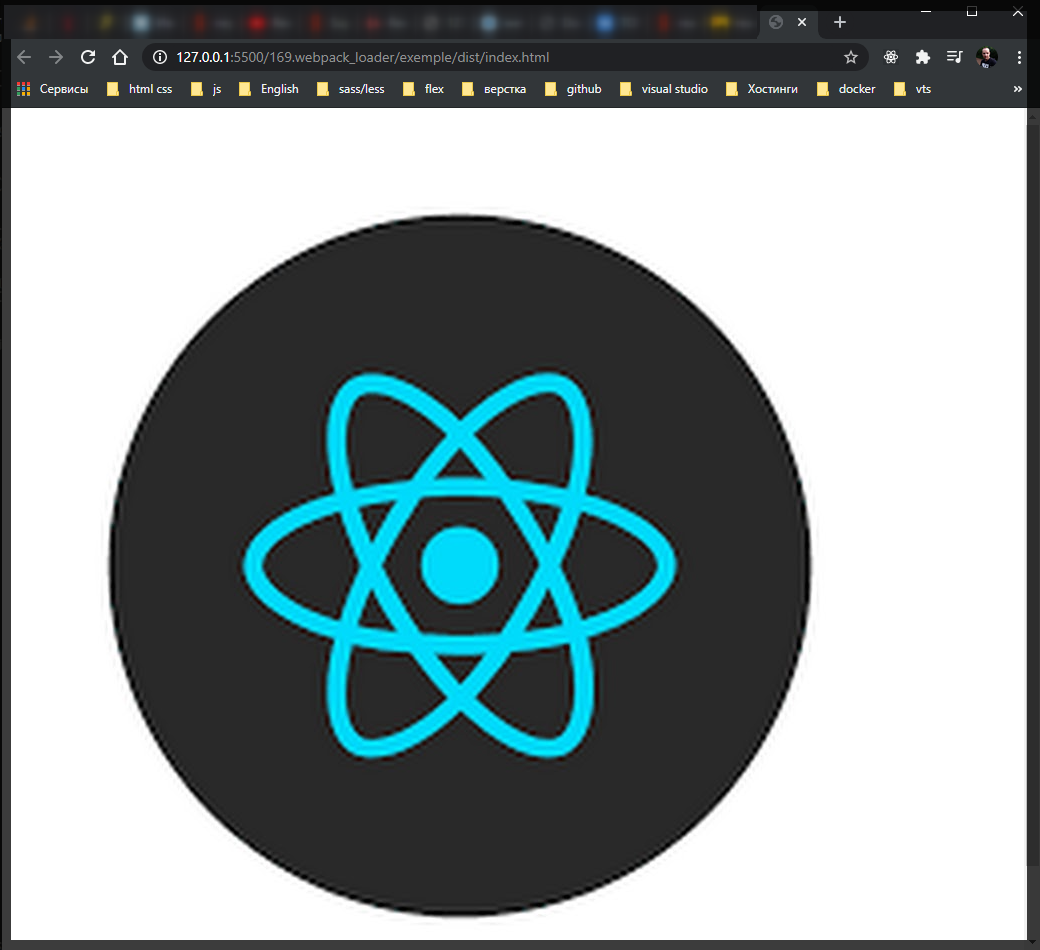 127.0.0.1:5500/169.webpack_loader/exemple/dist/index.html
Сервисы html css js English sass/less flex верстка github visual studio Хостинги docker vts »